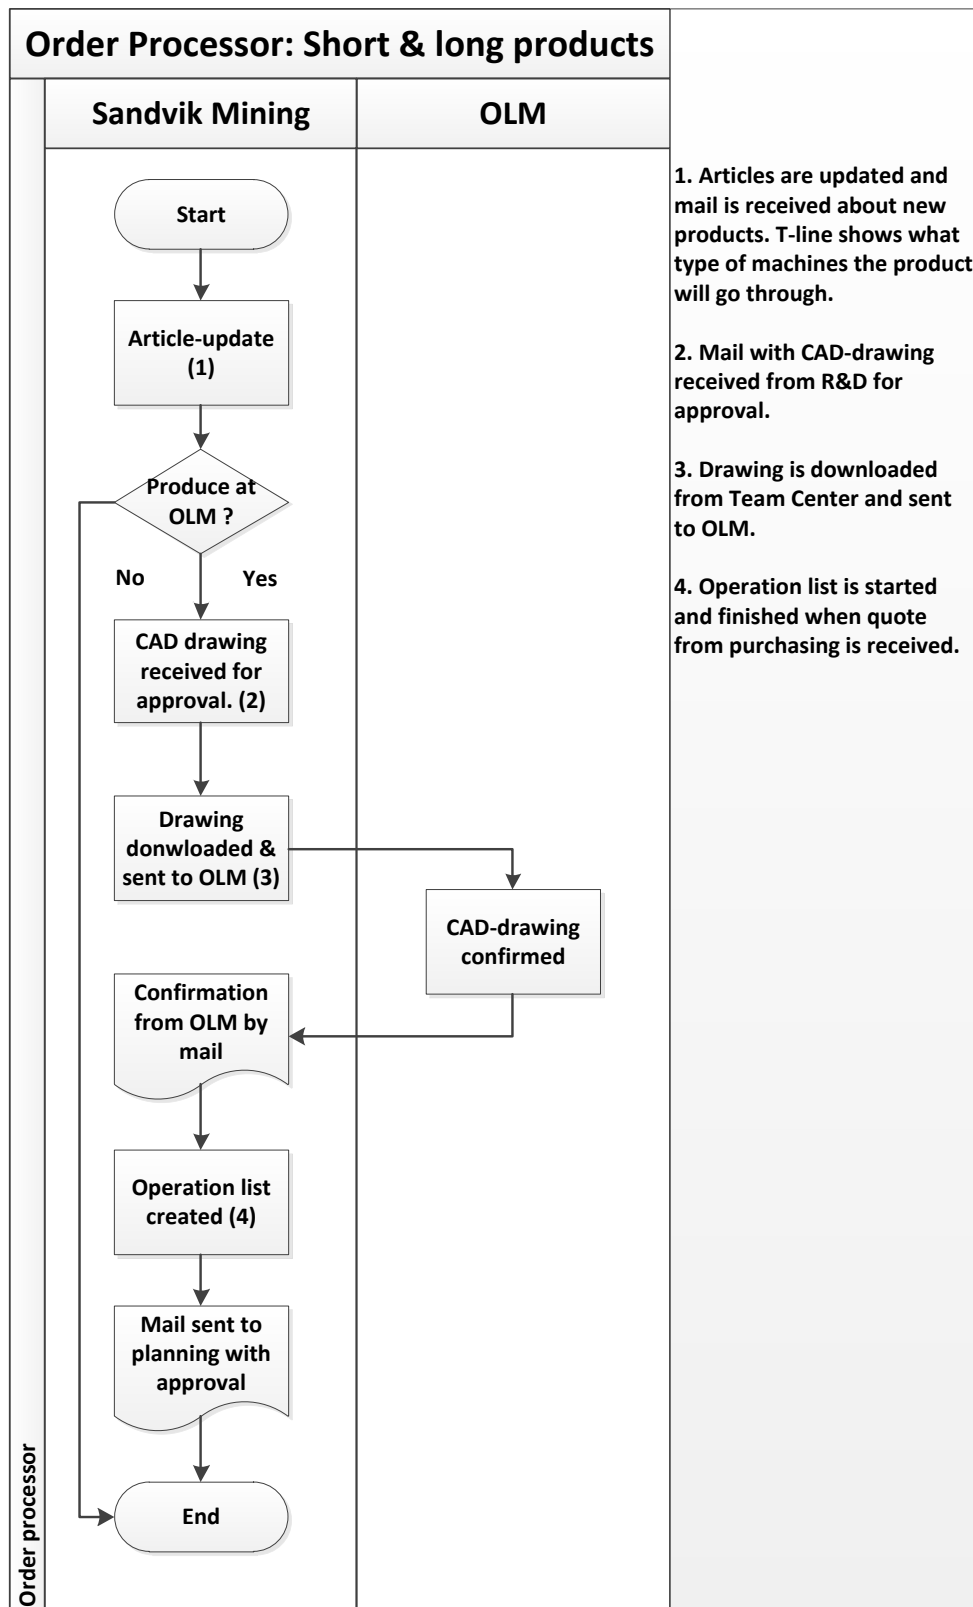 Order Processor: Short & long products
Sandvik Mining
OLM
Start
Article-update
(1)
Produce at
OLM ?
No
Yes
CAD drawing
received for
approval. (2)
Drawing
donwloaded &
sent to OLM (3)
CAD-drawing
confirmed
Confirmation
from OLM by
mail
Operation list
created (4)
Mail sent to
planning with
approval
End
Order processor
1. Articles are updated and
mail is received about new
products. T-line shows what
type of machines the product
will go through.
2. Mail with CAD-drawing
received from R&D for
approval.
3. Drawing is downloaded
from Team Center and sent
to OLM.
4. Operation list is started
and finished when quote
from purchasing is received.